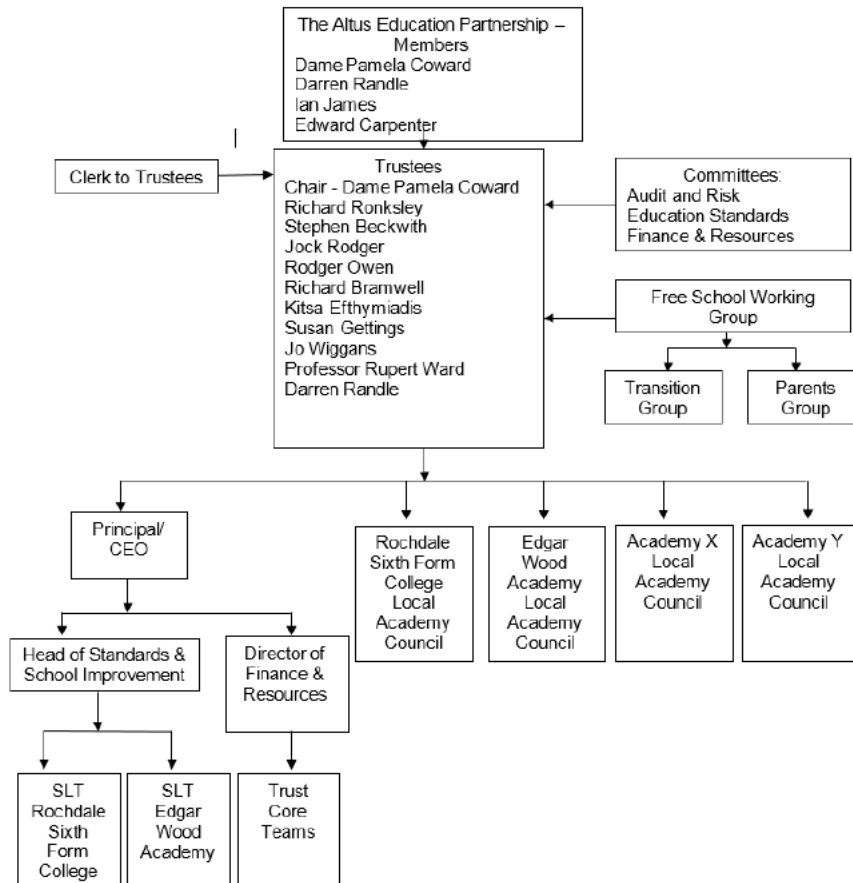 The Altus Education Partnership –
Members
Dame Pamela Coward
Darren Randle
Ian James
Edward Carpenter
Clerk to Trustees
Trustees
Chair - Dame Pamela Coward
Richard Ronksley
Stephen Beckwith
Jock Rodger
Rodger Owen
Richard Bramwell
Kitsa Efthymiadis
Susan Gettings
Jo Wiggans
Professor Rupert Ward
Darren Randle
Committees:
Audit and Risk
Education Standards
Finance & Resources
Free School Working
Group
Transition
Group
Parents
Group
Principal/
CEO
Rochdale
Sixth Form
College
Local
Academy
Council
Edgar
Wood
Academy
Local
Academy
Council
Academy X
Local
Academy
Council
Academy Y
Local
Academy
Council
Head of Standards &
School Improvement
Director of
Finance &
Resources
SLT
Rochdale
Sixth
Form
College
SLT
Edgar
Wood
Academy
Trust
Core
Teams